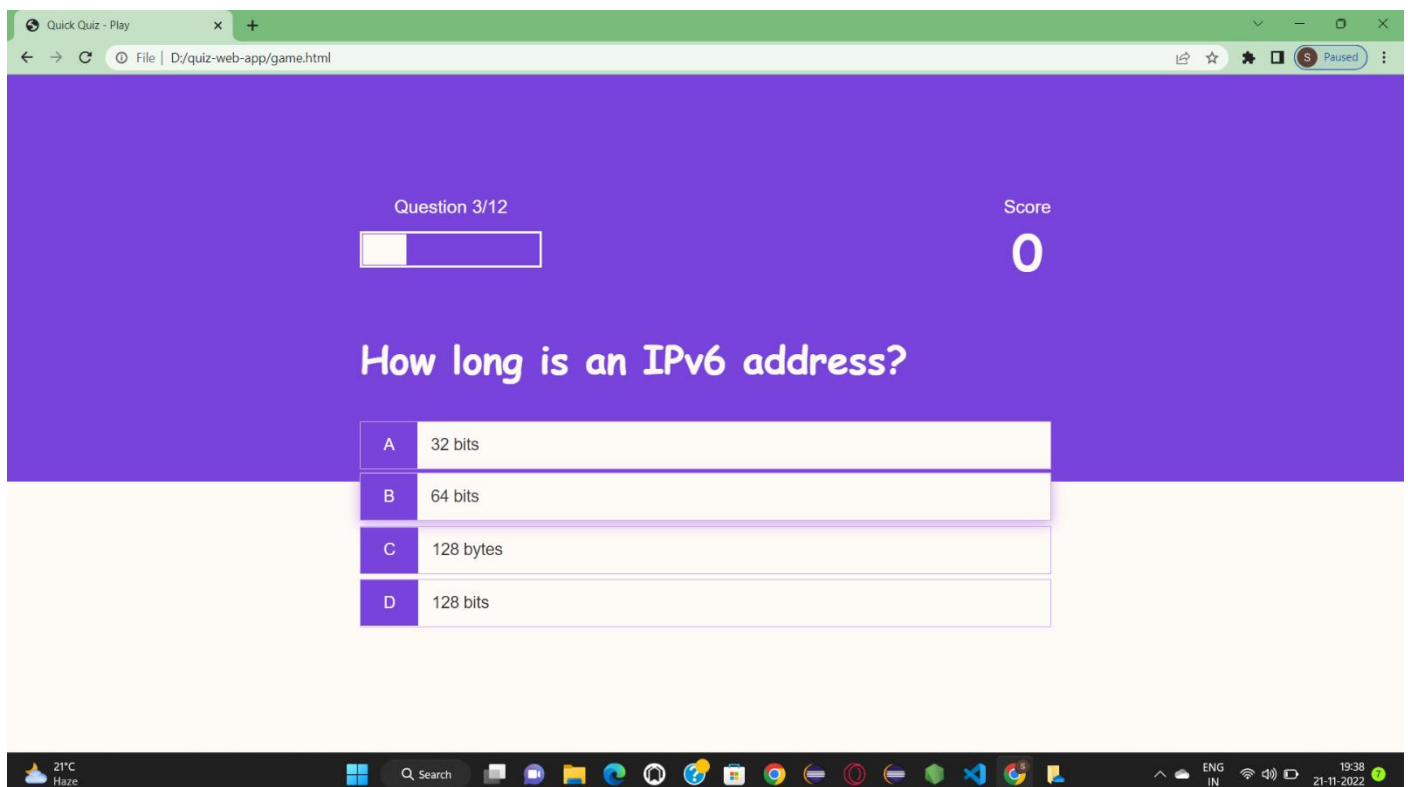 Quick Quiz - Play
File | D:/quiz-web-app/game.html
S Paused
Question 3/12
Score
0
How long is an IPv6 address?
A 32 bits
B 64 bits
C 128 bytes
D 128 bits
21°C
Haze
Search
ENG
IN
19:38
21-11-2022
7